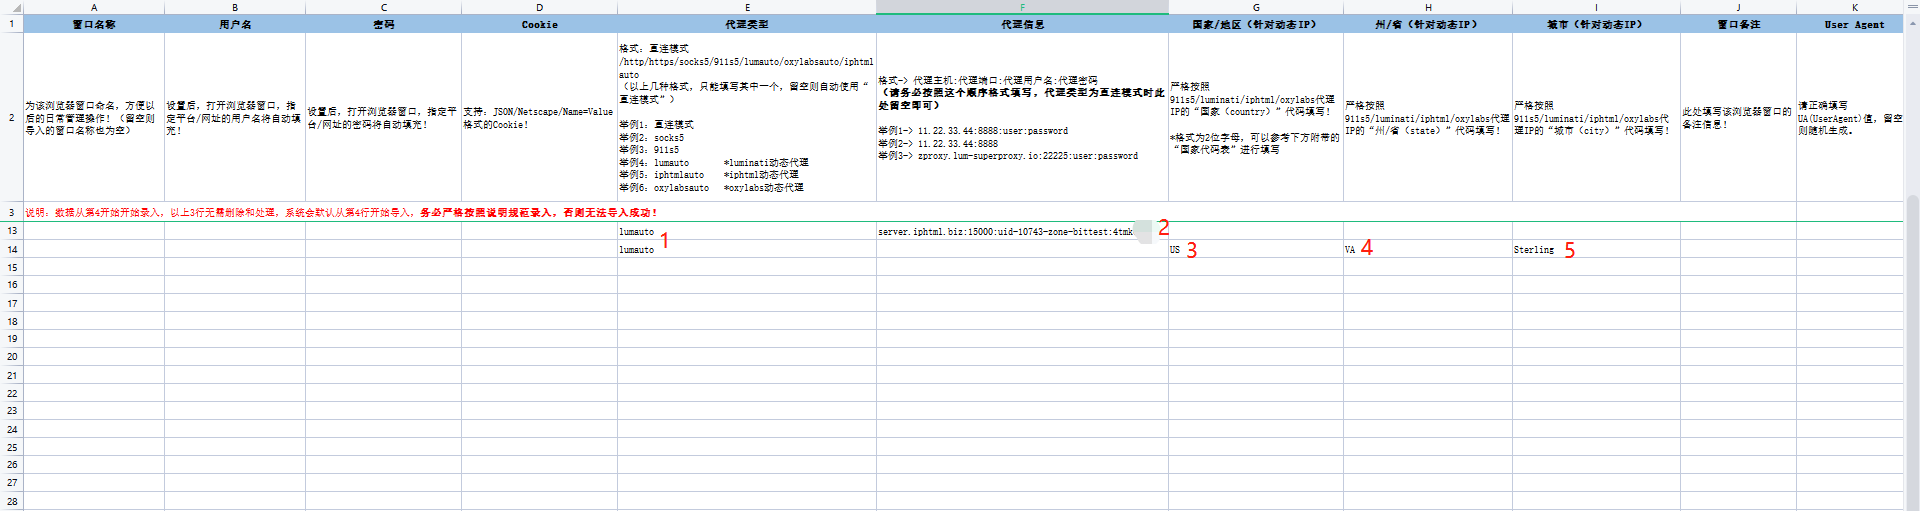 A B C D E F G H I J K
1 窗口名称 用户名 密码 Cookie 代理类型 代理信息 国家/地区（针对动态IP） 州/省（针对动态IP） 城市（针对动态IP） 窗口备注 User Agent
2
为该浏览器窗口命名，方便以
后的日常管理操作！（留空则
导入的窗口名称也为空）
设置后，打开浏览器窗口，指
定平台/网址的用户名将自动填
充！
设置后，打开浏览器窗口，指定平
台/网址的密码将自动填充！
支持：JSON/Netscape/Name=Value
格式的Cookie！
格式：直连模式
/http/https/socks5/911s5/lumauto/oxylabsauto/iphtml
auto
（以上几种格式，只能填写其中一个，留空则自动使用“
直连模式”）
举例1：直连模式
举例2：socks5
举例3：911s5
举例4：lumauto *luminati动态代理
举例5：iphtmlauto *iphtml动态代理
举例6：oxylabsauto *oxylabs动态代理
格式-> 代理主机:代理端口:代理用户名:代理密码
（请务必按照这个顺序格式填写，代理类型为直连模式时此
处留空即可）
举例1-> 11.22.33.44:8888:user:password
举例2-> 11.22.33.44:8888
举例3-> zproxy.lum-superproxy.io:22225:user:password
严格按照
911s5/luminati/iphtml/oxylabs代理
IP的“国家（country）”代码填写！
*格式为2位字母，可以参考下方附带的
“国家代码表”进行填写
严格按照
911s5/luminati/iphtml/oxylabs代理
IP的“州/省（state）”代码填写！
严格按照
911s5/luminati/iphtml/oxylabs代
理IP的“城市（city）”代码填写！
此处填写该浏览器窗口的
备注信息！
请正确填写
UA(UserAgent)值，留空
则随机生成。
3 说明：数据从第4开始开始录入，以上3行无需删除和处理，系统会默认从第4行开始导入，务必严格按照说明规范录入，否则无法导入成功！
13 lumauto 1 server.iphtml.biz:15000:uid-10743-zone-bittest:4tmk 2
14 lumauto US 3 VA 4 Sterling 5
15
16
17
18
19
20
21
22
23
24
25
26
27
28